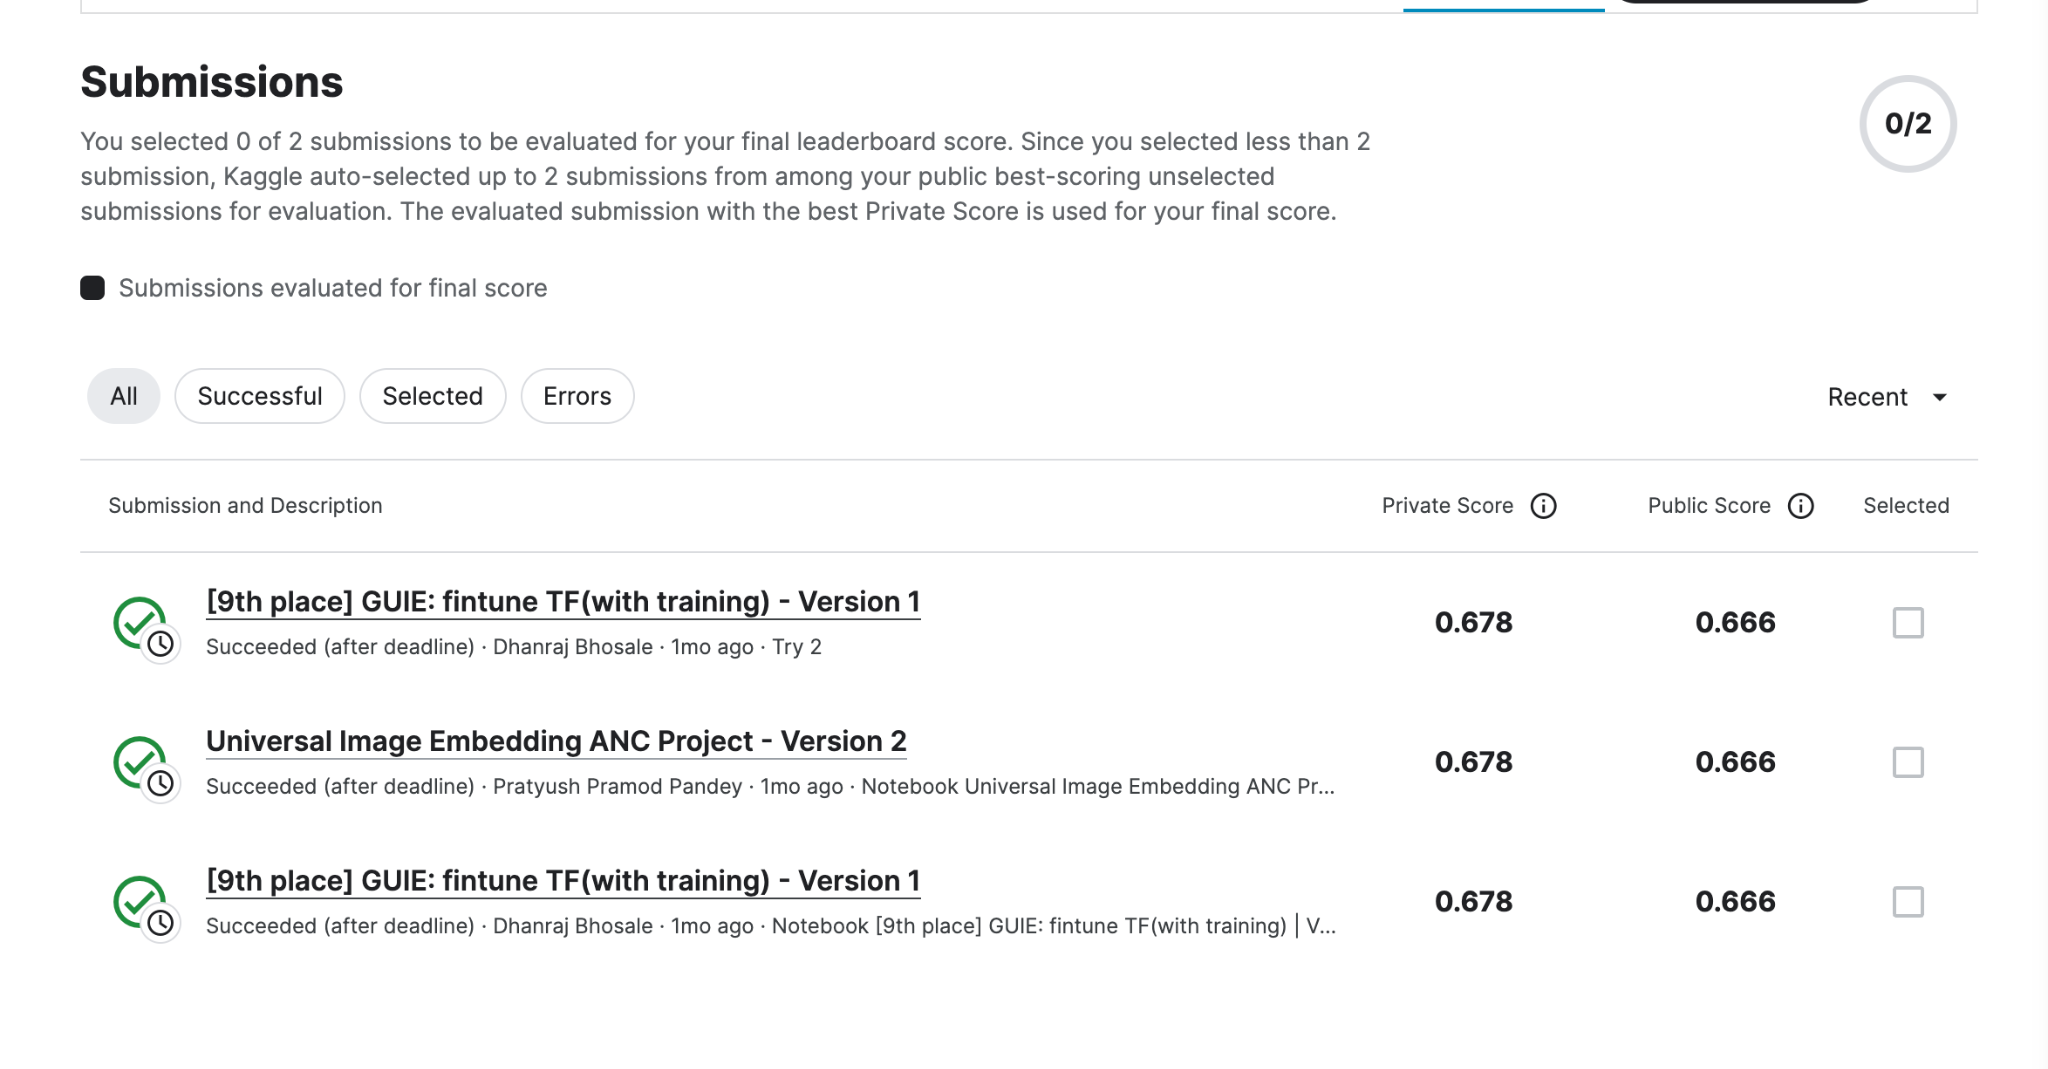 Submissions
You selected 0 of 2 submissions to be evaluated for your final leaderboard score. Since you selected less than 2
submission, Kaggle auto-selected up to 2 submissions from among your public best-scoring unselected
submissions for evaluation. The evaluated submission with the best Private Score is used for your final score.
0/2
Submissions evaluated for final score
All Successful Selected Errors Recent
Submission and Description Private Score Public Score Selected
[9th place] GUIE: fintune TF(with training) - Version 1
Succeeded (after deadline) · Dhanraj Bhosale · 1mo ago · Try 2
0.678 0.666
Universal Image Embedding ANC Project - Version 2
Succeeded (after deadline) · Pratyush Pramod Pandey · 1mo ago · Notebook Universal Image Embedding ANC Pr...
0.678 0.666
[9th place] GUIE: fintune TF(with training) - Version 1
Succeeded (after deadline) · Dhanraj Bhosale · 1mo ago · Notebook [9th place] GUIE: fintune TF(with training) | V...
0.678 0.666